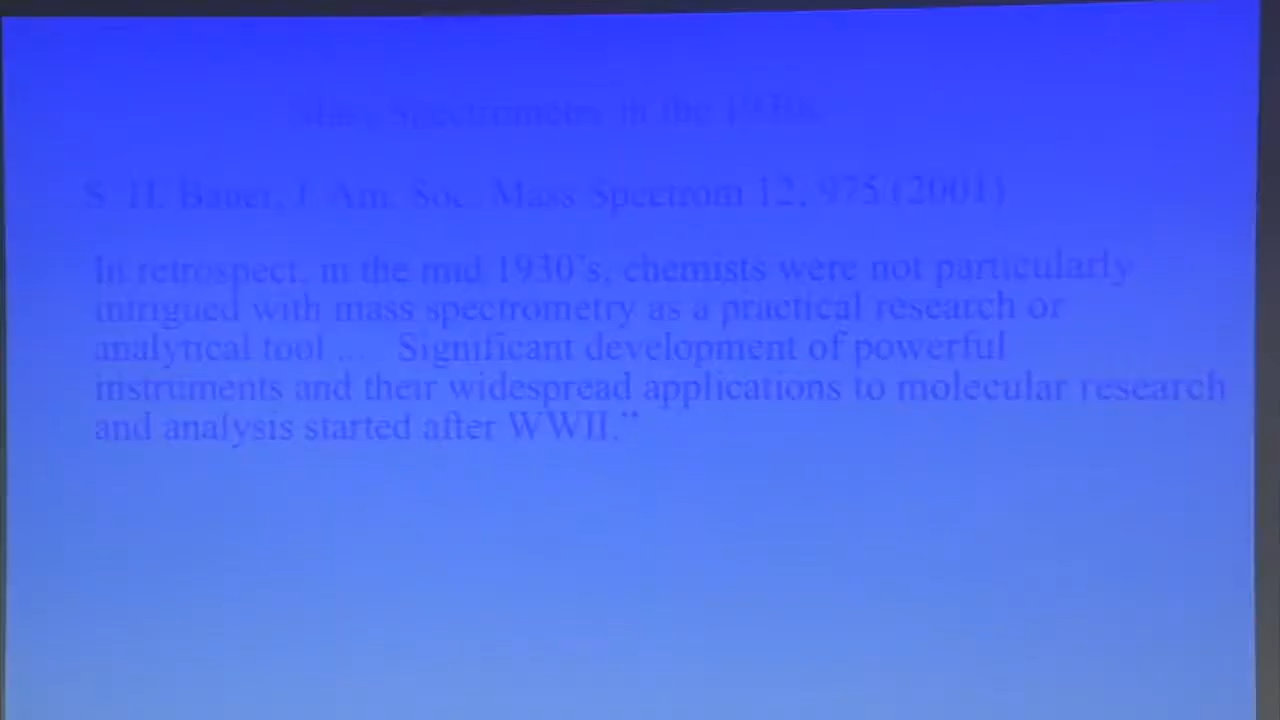 Mass Spectrometry in the 1930s
S. H. Bauer, J. Am. Soc. Mass Spectrom 12, 975 (2001)
In retrospect, in the mid 1930's, chemists were not particularly
intrigued with mass spectrometry as a practical research or
analytical tool ... Significant development of powerful
instruments and their widespread applications to molecular research
and analysis started after WWII."